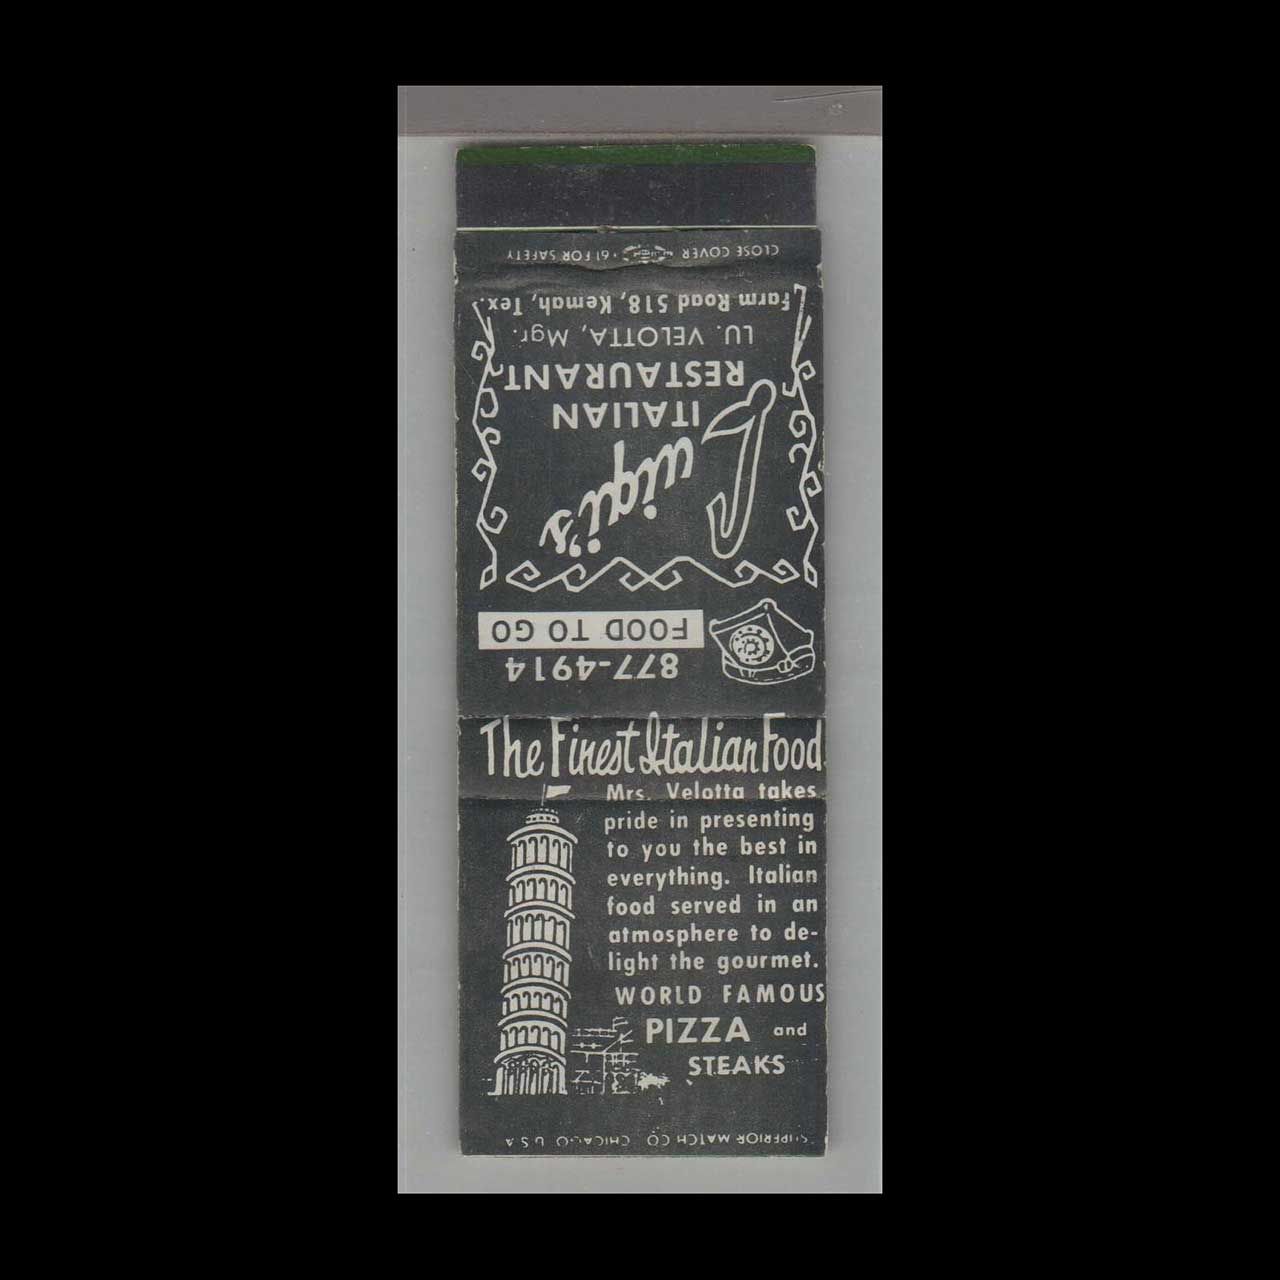 CLOSE COVER FOR SAFETY
Farm Road 518, Kemah, Tex.
LU. VELOTTA, Mgr.
RESTAURANT
ITALIAN
Luigi's
FOOD TO GO
877-4914
The Finest Italian Food
Mrs. Velotta takes
pride in presenting
to you the best in
everything. Italian
food served in an
atmosphere to de-
light the gourmet.
WORLD FAMOUS
PIZZA and
STEAKS
SUPERIOR MATCH CO. CHICAGO U.S.A